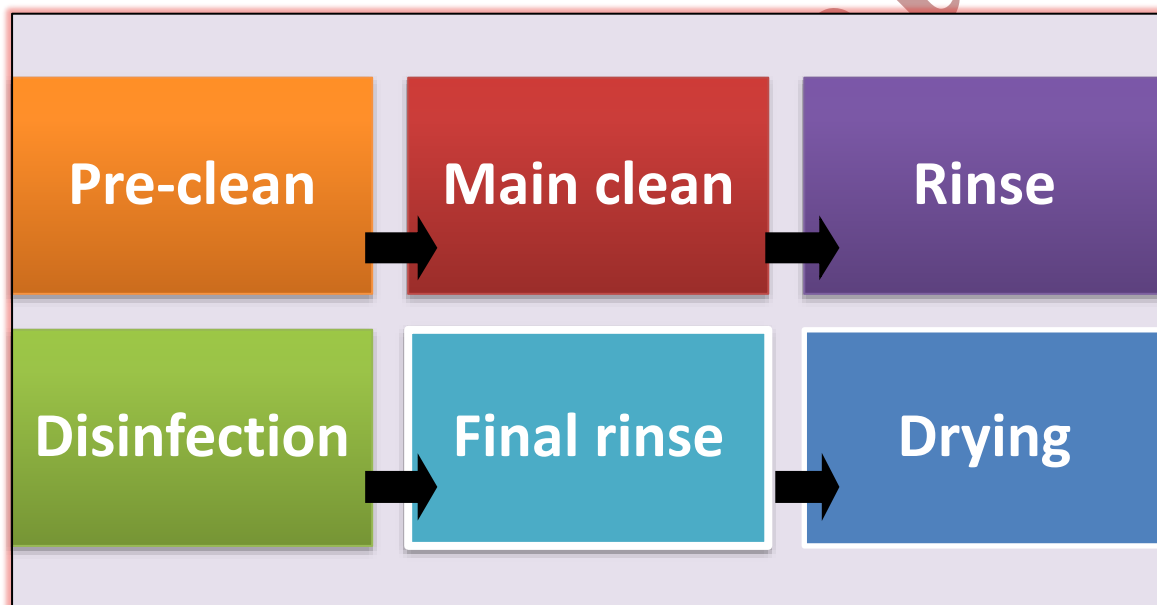 Pre-clean
Main clean
Rinse
Disinfection
Final rinse
Drying